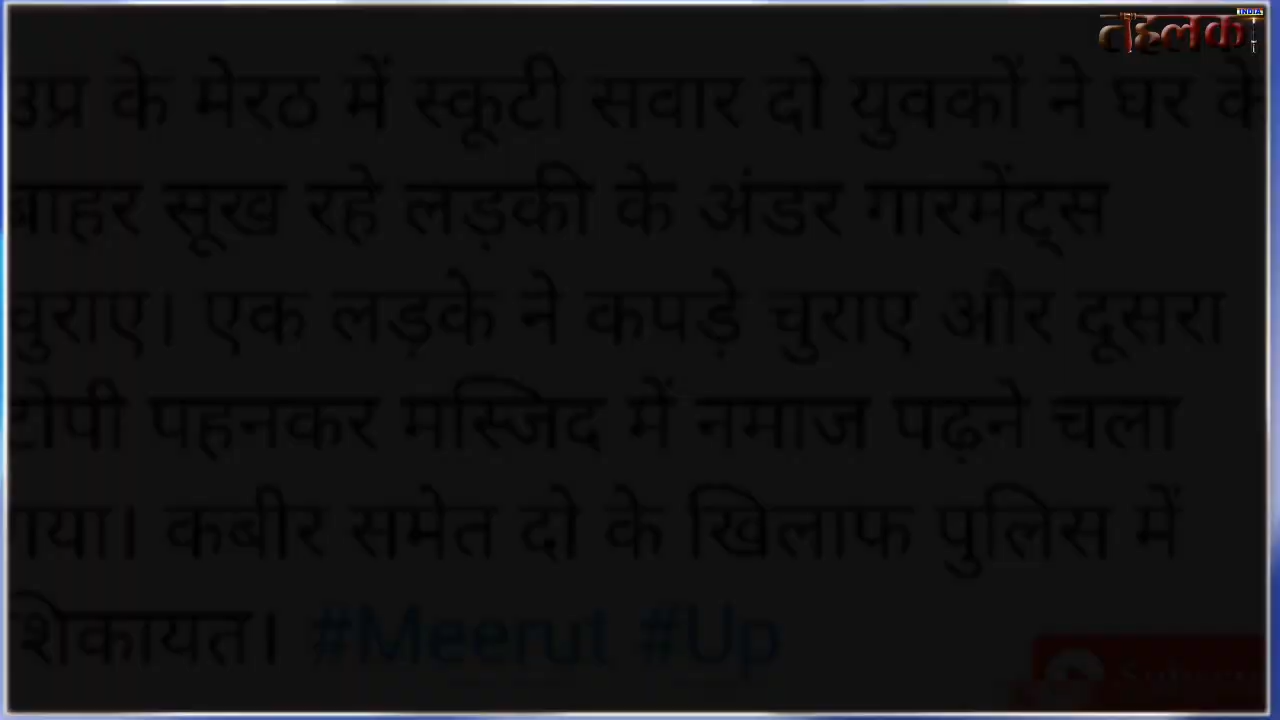 INDIA
तहलका
उप्र के मेरठ में स्कूटी सवार दो युवकों ने घर के
बाहर सूख रहे लड़की के अंडर गारमेंट्स
चुराए। एक लड़के ने कपड़े चुराए और दूसरा
टोपी पहनकर मस्जिद में नमाज पढ़ने चला
गया। कबीर समेत दो के खिलाफ पुलिस में
शिकायत। #Meerut #Up